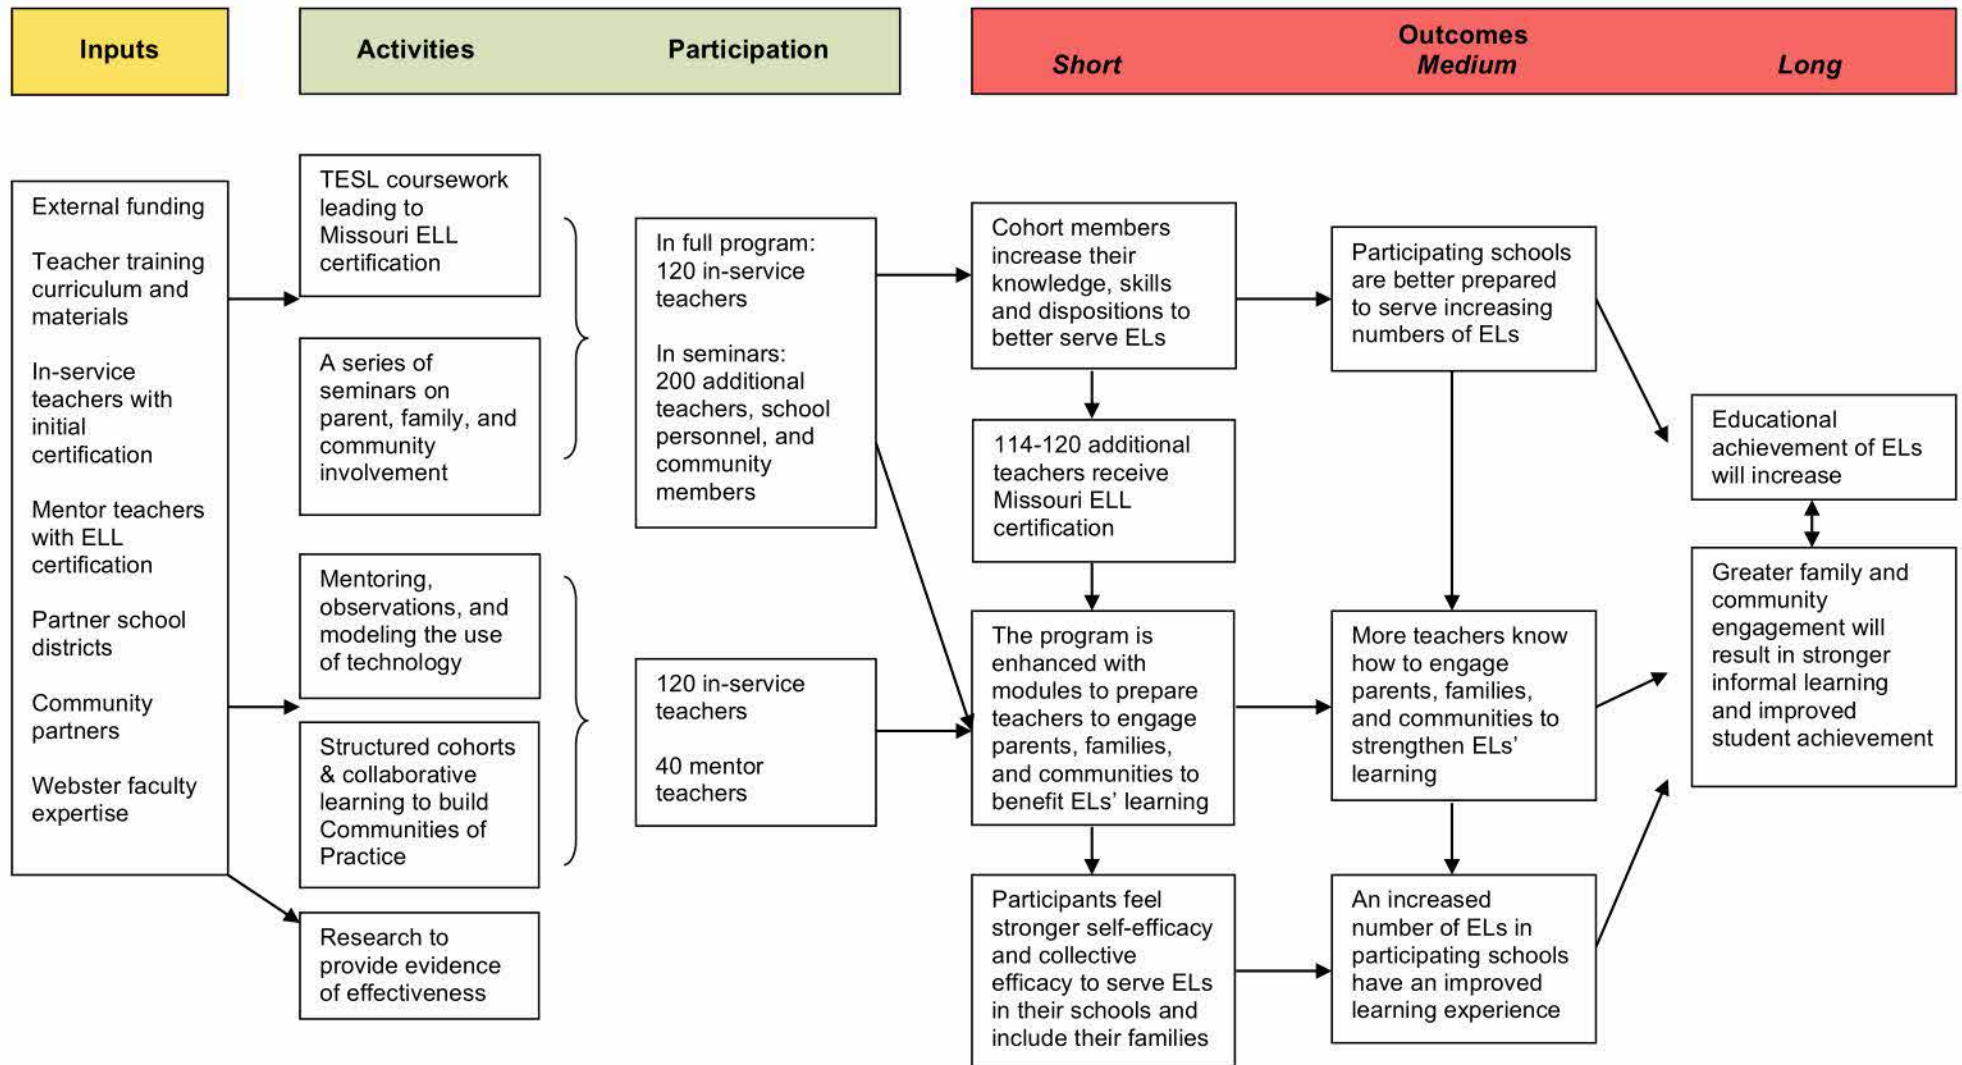 Inputs
Activities
Participation
Outcomes
Short
Medium
Long
External funding
Teacher training
curriculum and
materials
In-service
teachers with
initial
certification
Mentor teachers
with ELL
certification
Partner school
districts
Community
partners
Webster faculty
expertise
TESL coursework
leading to
Missouri ELL
certification
A series of
seminars on
parent, family, and
community
involvement
Mentoring,
observations, and
modeling the use
of technology
Structured cohorts
& collaborative
learning to build
Communities of
Practice
Research to
provide evidence
of effectiveness
In full program:
120 in-service
teachers
In seminars:
200 additional
teachers, school
personnel, and
community
members
120 in-service
teachers
40 mentor
teachers
Cohort members
increase their
knowledge, skills
and dispositions to
better serve ELs
114-120 additional
teachers receive
Missouri ELL
certification
The program is
enhanced with
modules to prepare
teachers to engage
parents, families,
and communities to
benefit ELs’ learning
Participants feel
stronger self-efficacy
and collective
efficacy to serve ELs
in their schools and
include their families
Participating schools
are better prepared
to serve increasing
numbers of ELs
More teachers know
how to engage
parents, families,
and communities to
strengthen ELs’
learning
An increased
number of ELs in
participating schools
have an improved
learning experience
Educational
achievement of ELs
will increase
Greater family and
community
engagement will
result in stronger
informal learning
and improved
student achievement